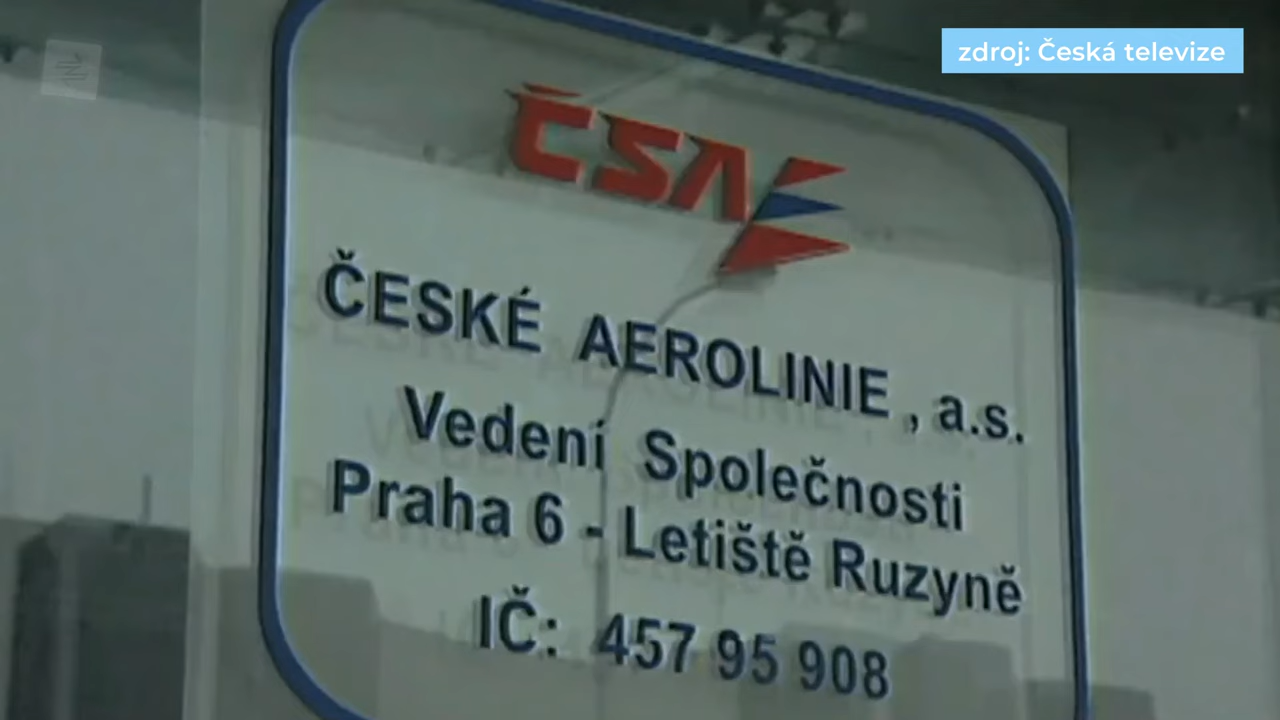 zdroj: Česká televize
ČSA
ČESKÉ AEROLINIE, a.s.
Vedení Společnosti
Praha 6 - Letiště Ruzyně
IČ: 457 95 908